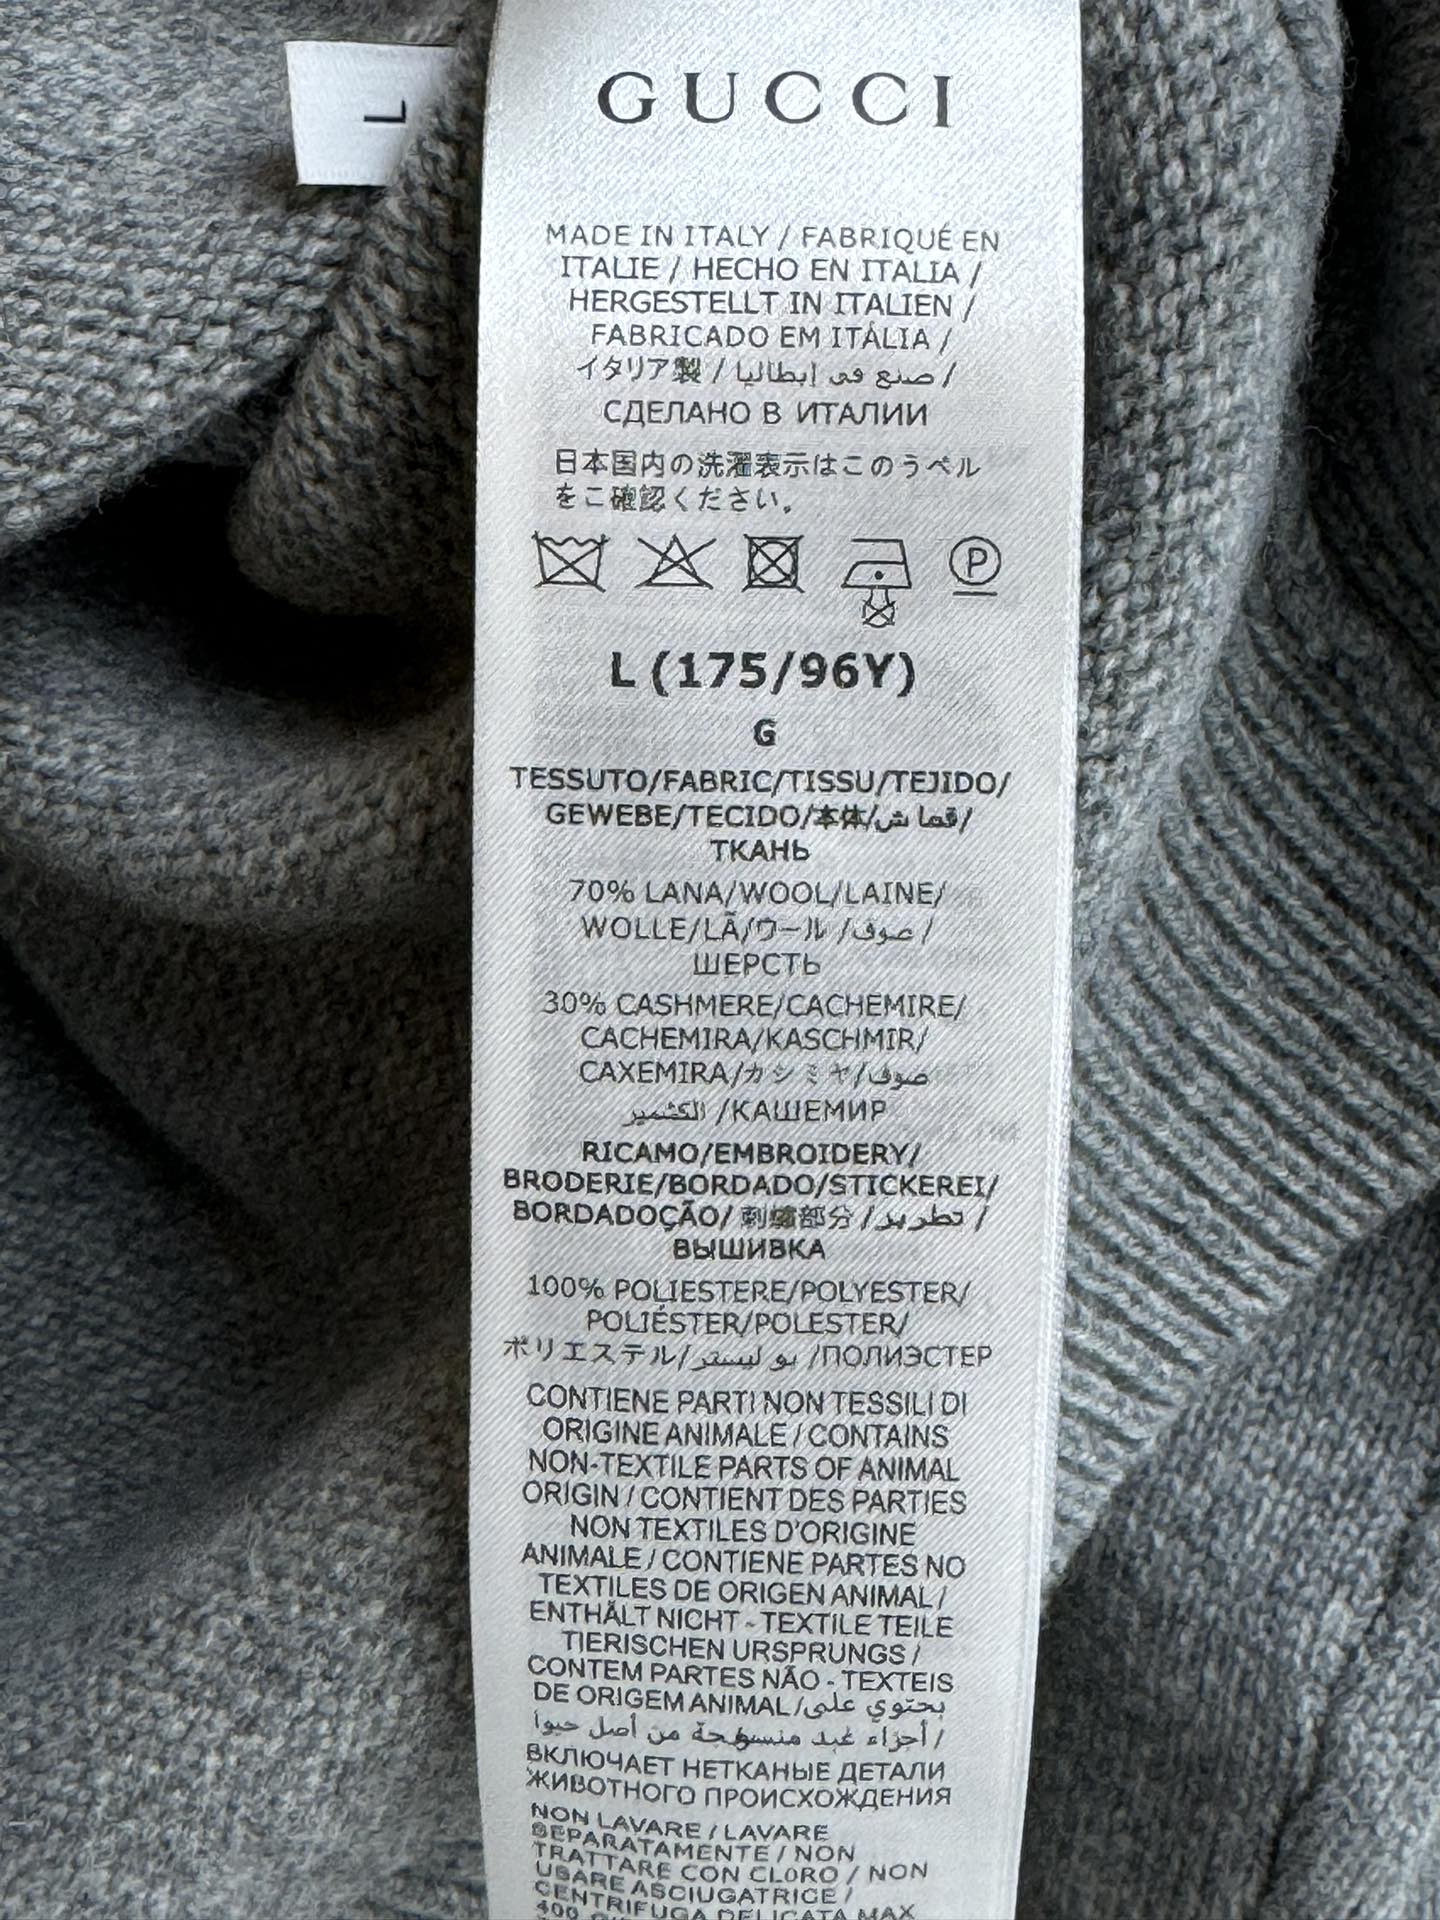 L
GUCCI
MADE IN ITALY / FABRIQUÉ EN
ITALIE / HECHO EN ITALIA /
HERGESTELLT IN ITALIEN /
FABRICADO EM ITÁLIA /
イタリア製 / صنع في إيطاليا /
СДЕЛАНО В ИТАЛИИ
日本国内の洗濯表示はこのうベル
をご確認ください。
P
L (175/96Y)
G
TESSUTO/FABRIC/TISSU/TEJIDO/
GEWEBE/TECIDO/本体/قما ش/
ТКАНЬ
70% LANA/WOOL/LAINE/
WOLLE/LÃ/ウール /صوف /
ШЕРСТЬ
30% CASHMERE/CACHEMIRE/
CACHEMIRA/KASCHMIR/
CAXEMIRA/カシミヤ/صوف
الكشمير /КАШЕМИР
RICAMO/EMBROIDERY/
BRODERIE/BORDADO/STICKEREI/
BORDADOÇÃO/ 刺繍部分 / تطريز /
ВЫШИВКА
100% POLIESTERE/POLYESTER/
POLIÉSTER/POLESTER/
ポリエステル/بو ليستر /ПОЛИЭСТЕР
CONTIENE PARTI NON TESSILI DI
ORIGINE ANIMALE / CONTAINS
NON-TEXTILE PARTS OF ANIMAL
ORIGIN / CONTIENT DES PARTIES
NON TEXTILES D'ORIGINE
ANIMALE / CONTIENE PARTES NO
TEXTILES DE ORIGEN ANIMAL /
ENTHÄLT NICHT - TEXTILE TEILE
TIERISCHEN URSPRUNGS /
CONTEM PARTES NÃO - TEXTEIS
DE ORIGEM ANIMAL / يحتوي على
أجزاء من أصل /
ВКЛЮЧАЕТ НЕТКАНЫЕ ДЕТАЛИ
ЖИВОТНОГО ПРОИСХОЖДЕНИЯ
NON LAVARE / LAVARE
SEPARATAMENTE / NON
TRATTARE CON CLORO / NON
USARE ASCIUGATRICE /
CENTRIFUGA DELICATA MAX
400